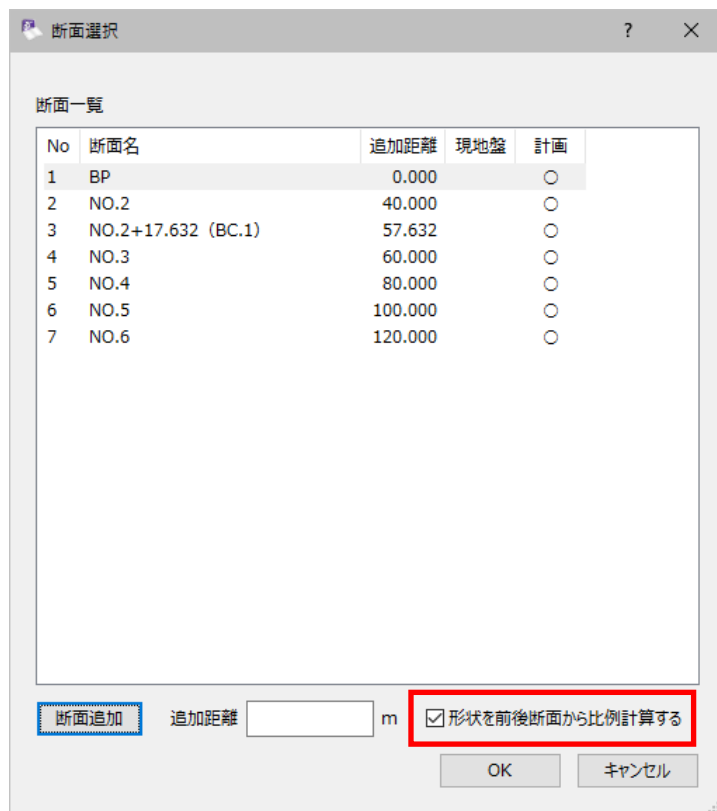 断面選択 ?
断面一覧
No 断面名 追加距離 現地盤 計画
1 BP 0.000 ○
2 NO.2 40.000 ○
3 NO.2+17.632（BC.1） 57.632 ○
4 NO.3 60.000 ○
5 NO.4 80.000 ○
6 NO.5 100.000 ○
7 NO.6 120.000 ○
断面追加 追加距離 m 形状を前後断面から比例計算する
OK キャンセル